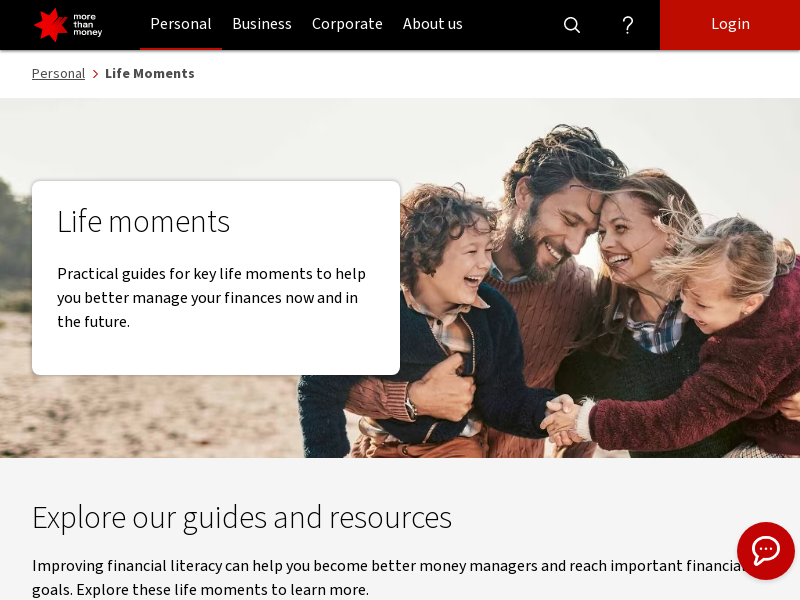 more
than
money
Personal
Business
Corporate
About us
?
Login
Personal
Life Moments
Life moments
Practical guides for key life moments to help
you better manage your finances now and in
the future.
Explore our guides and resources
Improving financial literacy can help you become better money managers and reach important financial
goals. Explore these life moments to learn more.